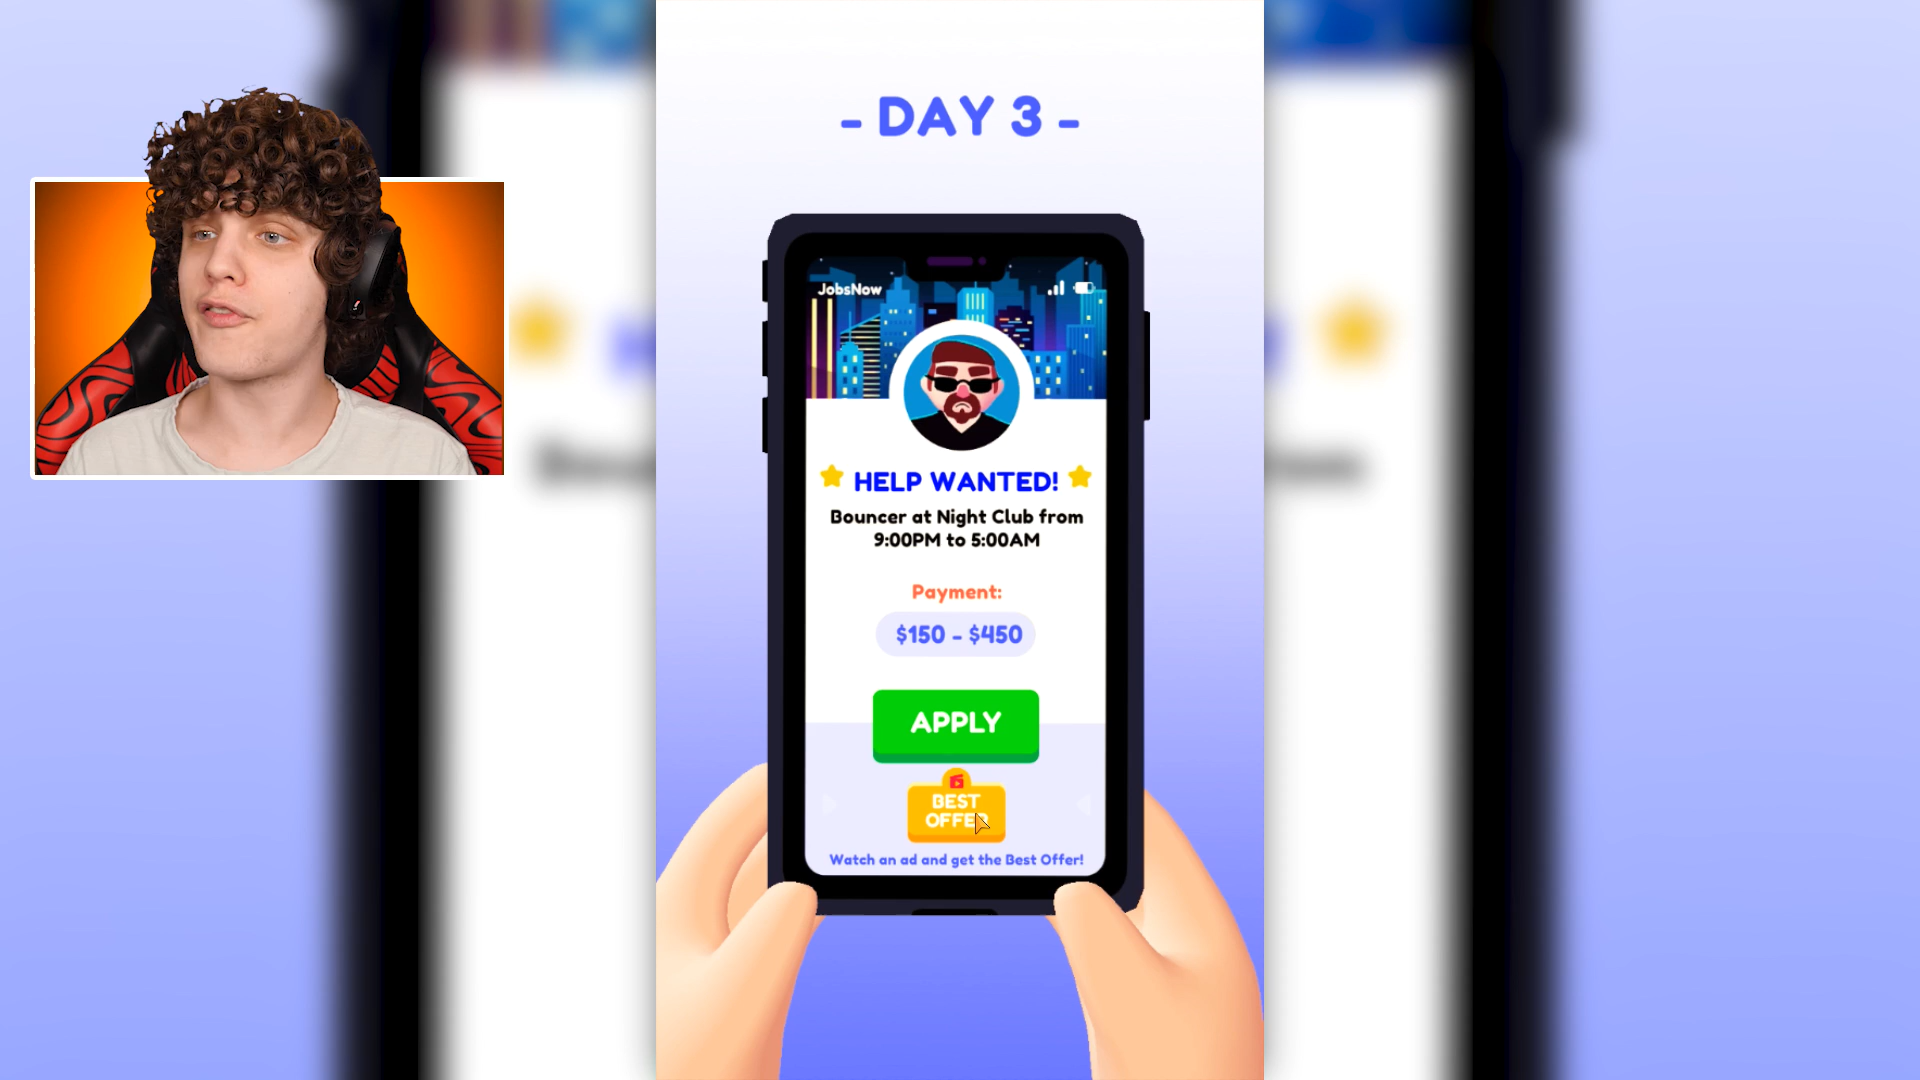 - DAY 3 -
JobsNow
HELP WANTED!
Bouncer at Night Club from
9:00PM to 5:00AM
Payment:
$150 - $450
APPLY
BEST
OFFER
Watch an ad and get the Best Offer!